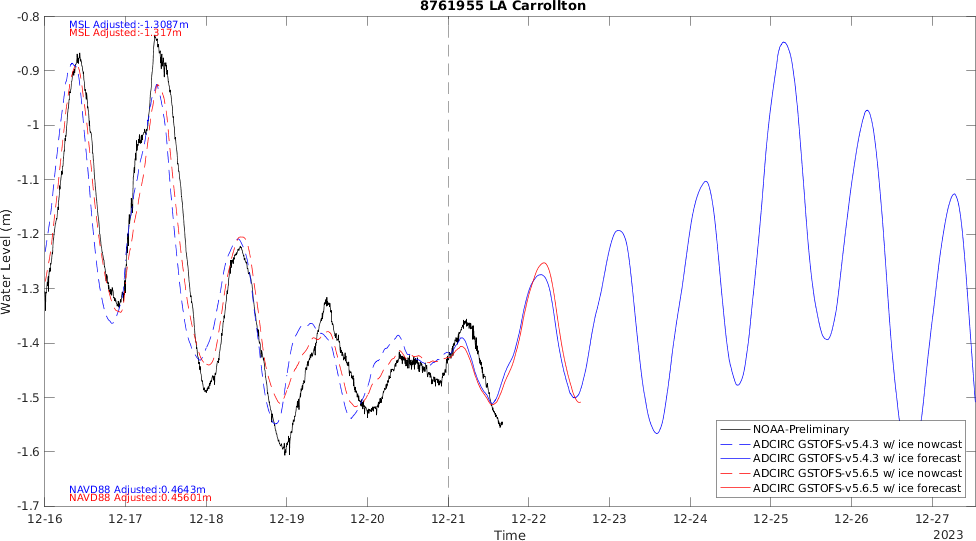 8761955 LA Carrollton
MSL Adjusted:-1.3087m
MSL Adjusted:-1.317m
-0.8
-0.9
-1
-1.1
-1.2
-1.3
-1.4
-1.5
-1.6
-1.7
Water Level (m)
NOAA-Preliminary
ADCIRC GSTOFS-v5.4.3 w/ ice nowcast
ADCIRC GSTOFS-v5.4.3 w/ ice forecast
ADCIRC GSTOFS-v5.6.5 w/ ice nowcast
ADCIRC GSTOFS-v5.6.5 w/ ice forecast
NAVD88 Adjusted:0.4643m
NAVD88 Adjusted:0.45601m
12-16 12-17 12-18 12-19 12-20 12-21 12-22 12-23 12-24 12-25 12-26 12-27
Time
2023